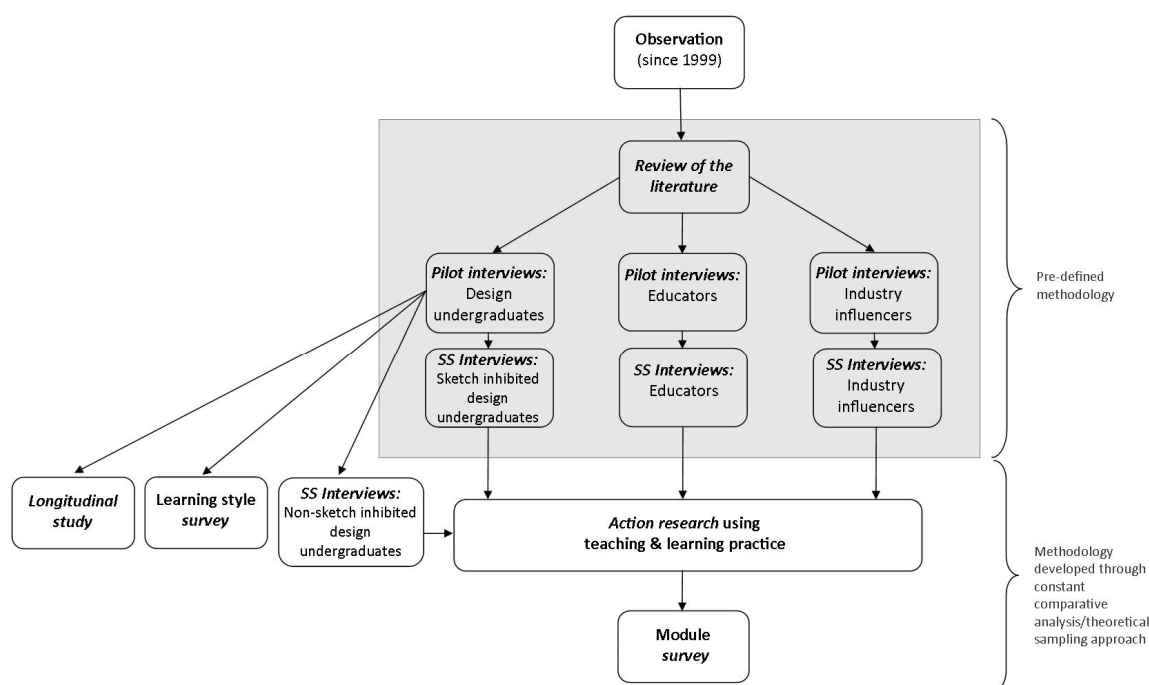 Observation
(since 1999)
Review of the
literature
Pilot interviews:
Design
undergraduates
Pilot interviews:
Educators
Pilot interviews:
Industry
influencers
Pre-defined
methodology
SS Interviews:
Sketch inhibited
design
undergraduates
SS Interviews:
Educators
SS Interviews:
Industry
influencers
Longitudinal
study
Learning style
survey
SS Interviews:
Non-sketch inhibited
design
undergraduates
Action research using
teaching & learning practice
Methodology
developed through
constant
comparative
analysis/theoretical
sampling approach
Module
survey